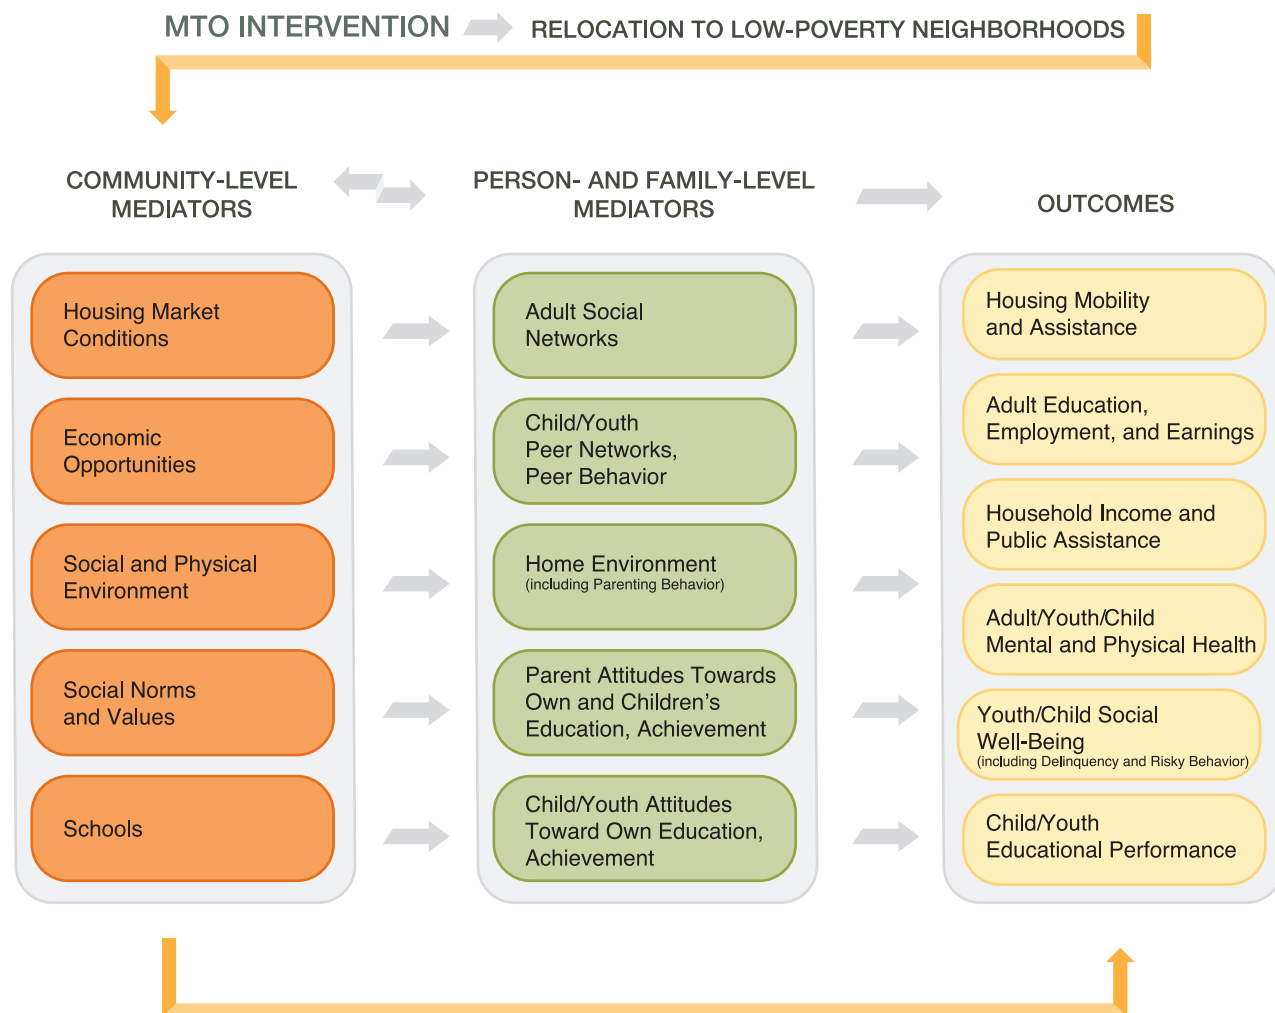 MTO INTERVENTION
RELOCATION TO LOW-POVERTY NEIGHBORHOODS
COMMUNITY-LEVEL
MEDIATORS
PERSON- AND FAMILY-LEVEL
MEDIATORS
OUTCOMES
Housing Market
Conditions
Economic
Opportunities
Social and Physical
Environment
Social Norms
and Values
Schools
Adult Social
Networks
Child/Youth
Peer Networks,
Peer Behavior
Home Environment
(including Parenting Behavior)
Parent Attitudes Towards
Own and Children's
Education, Achievement
Child/Youth Attitudes
Toward Own Education,
Achievement
Housing Mobility
and Assistance
Adult Education,
Employment, and Earnings
Household Income and
Public Assistance
Adult/Youth/Child
Mental and Physical Health
Youth/Child Social
Well-Being
(including Delinquency and Risky Behavior)
Child/Youth
Educational Performance